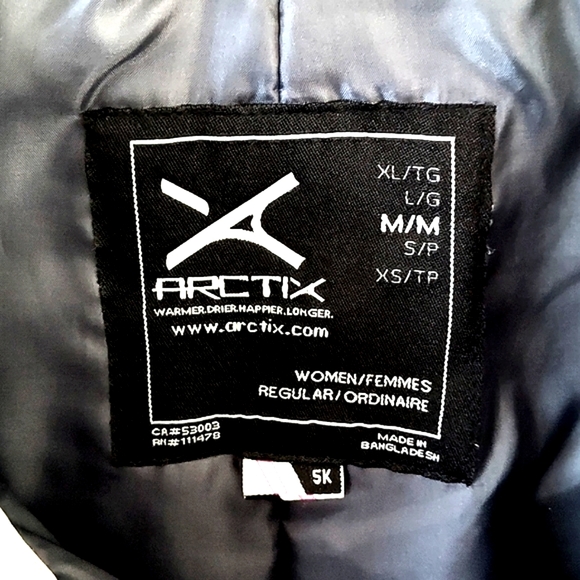 XL/TG
L/G
M/M
S/P
XS/TP
ARCTIX
WARMER.DRIER.HAPPIER.LONGER.
www.arctix.com
WOMEN/FEMMES
REGULAR/ORDINAIRE
CA#53003
RN#111478
MADE IN
BANGLADESH
5K